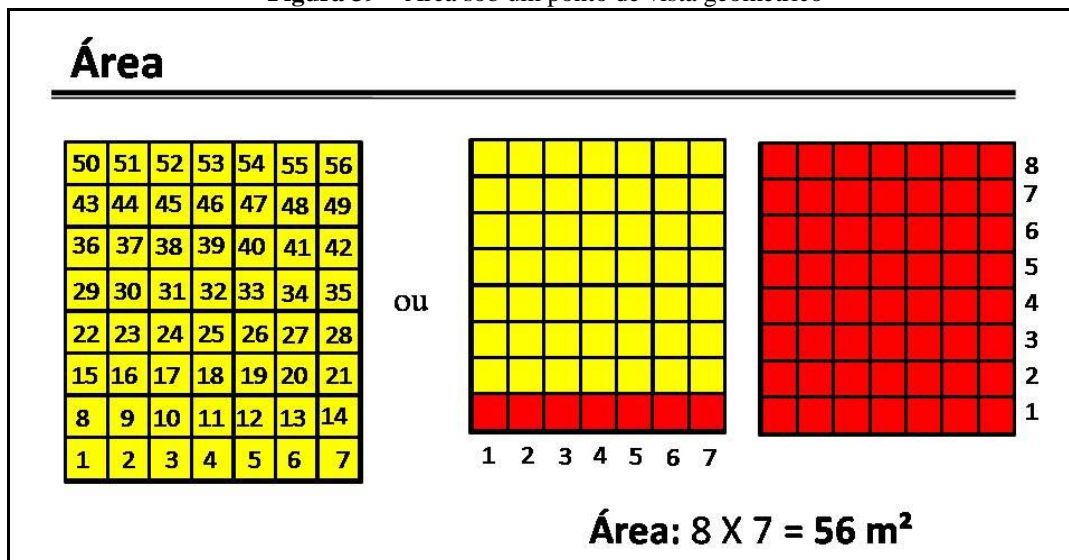 Área
50 51 52 53 54 55 56
43 44 45 46 47 48 49
36 37 38 39 40 41 42
29 30 31 32 33 34 35
22 23 24 25 26 27 28
15 16 17 18 19 20 21
8 9 10 11 12 13 14
1 2 3 4 5 6 7
ou
1 2 3 4 5 6 7
8
7
6
5
4
3
2
1
Área: 8 X 7 = 56 m²